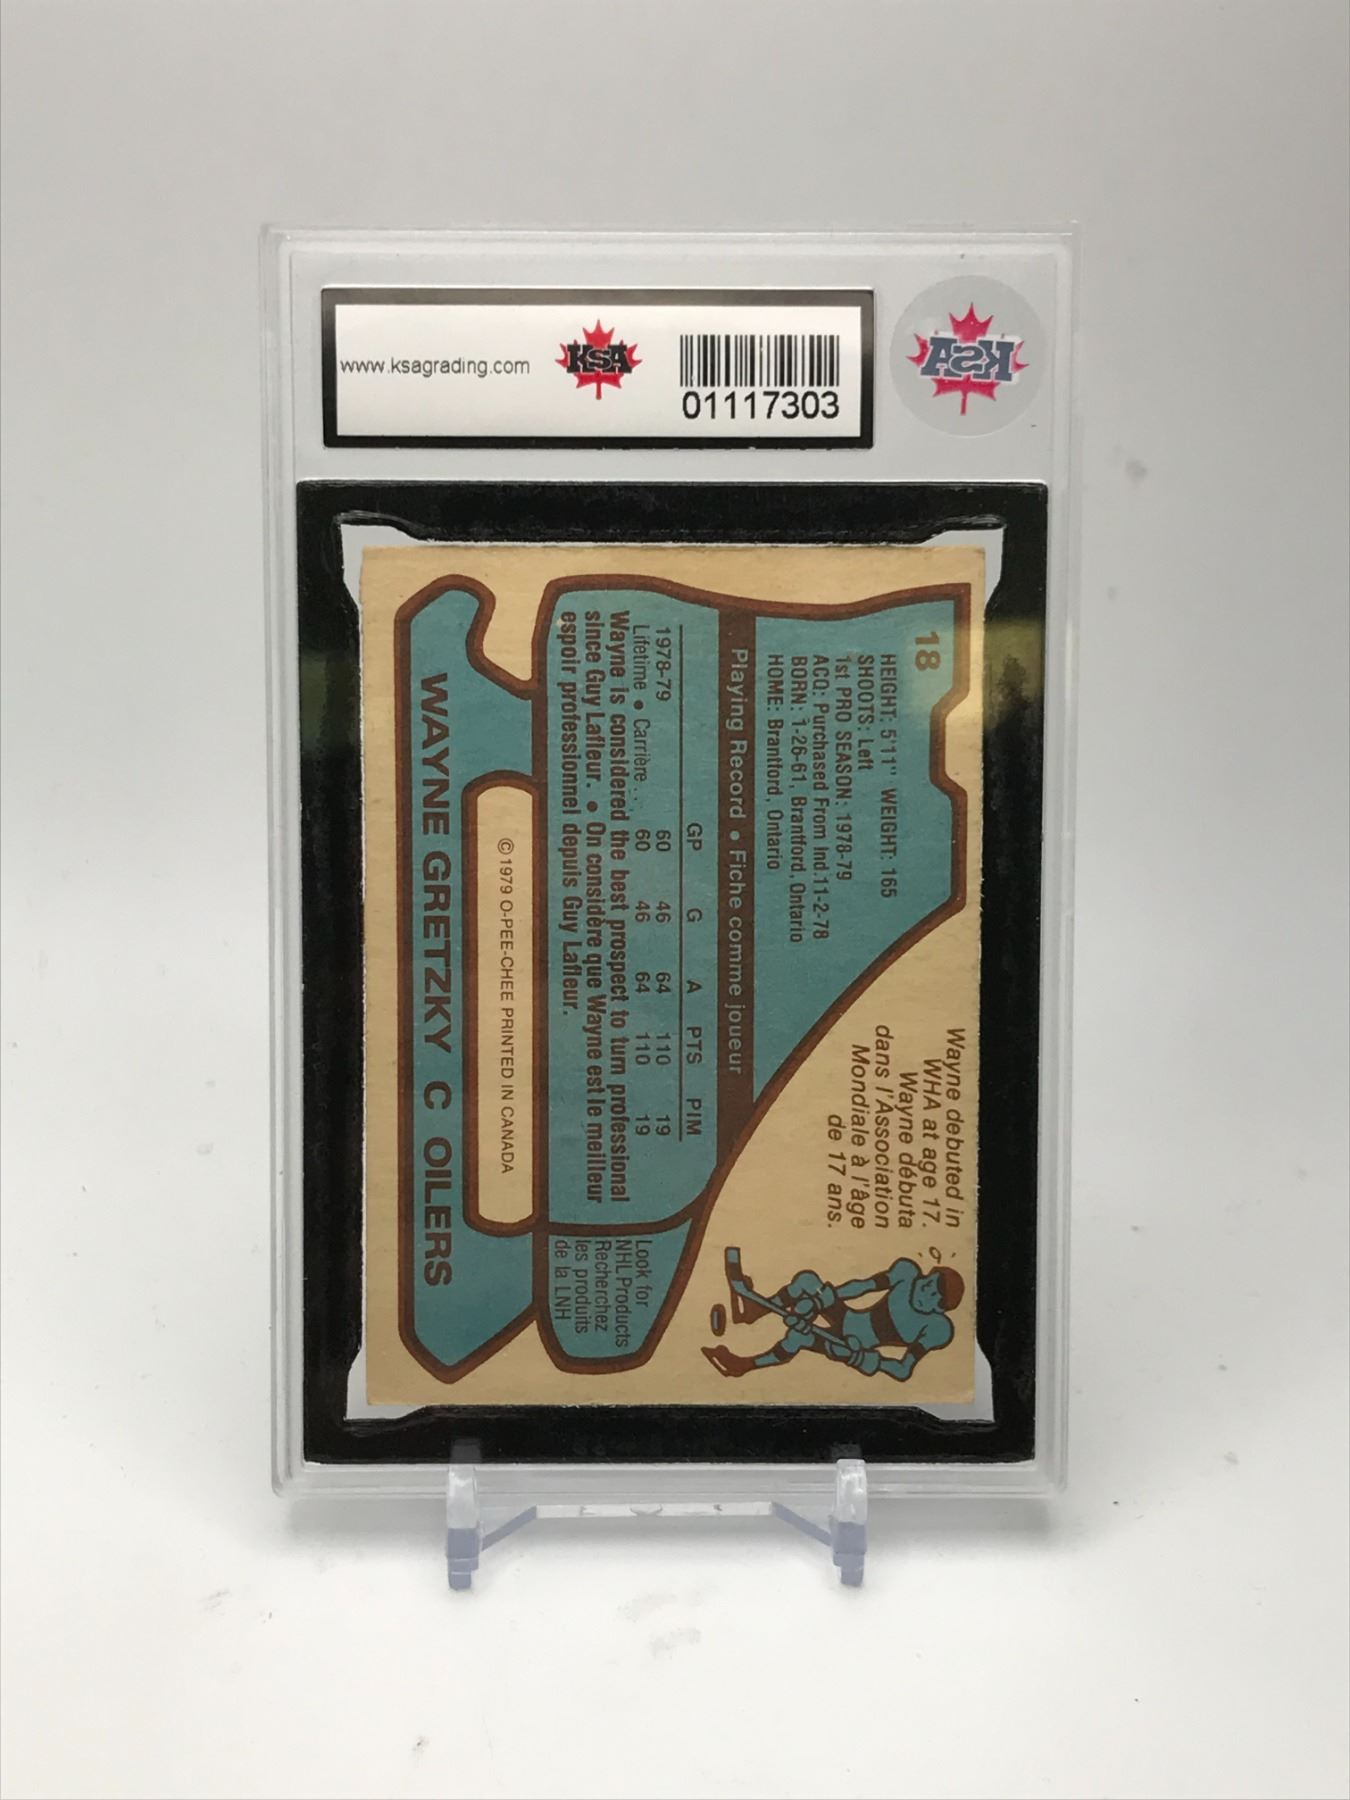 www.ksagrading.com
KSA
01117303
KSA
18
HEIGHT: 5'11" WEIGHT: 165
SHOOTS: Left
1st PRO SEASON: 1978-79
ACQ: Purchased From Ind.11-2-78
BORN: 1-26-61, Brantford, Ontario
HOME: Brantford, Ontario
Wayne debuted in
WHA at age 17.
Wayne débuta
dans l'Association
Mondiale à l'âge
de 17 ans.
Playing Record • Fiche comme joueur
GP G A PTS PIM
1978-79 60 46 64 110 19
Lifetime • Carrière... 60 46 64 110 19
Wayne is considered the best prospect to turn professional
since Guy Lafleur. • On considère que Wayne est le meilleur
espoir professionnel depuis Guy Lafleur.
Look for
NHL Products
Recherchez
les produits
de la LNH
©1979 O-PEE-CHEE PRINTED IN CANADA
WAYNE GRETZKY C OILERS